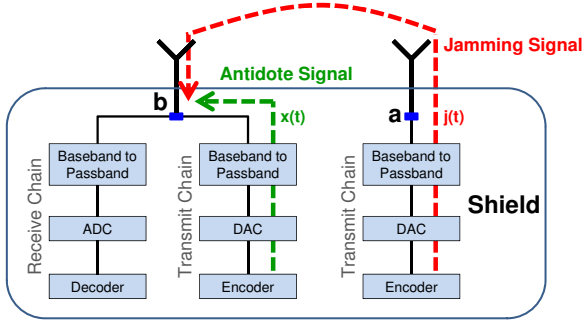 Jamming Signal
Antidote Signal
b
a
x(t)
j(t)
Receive Chain
Baseband to
Passband
ADC
Decoder
Transmit Chain
Baseband to
Passband
DAC
Encoder
Transmit Chain
Baseband to
Passband
DAC
Encoder
Shield